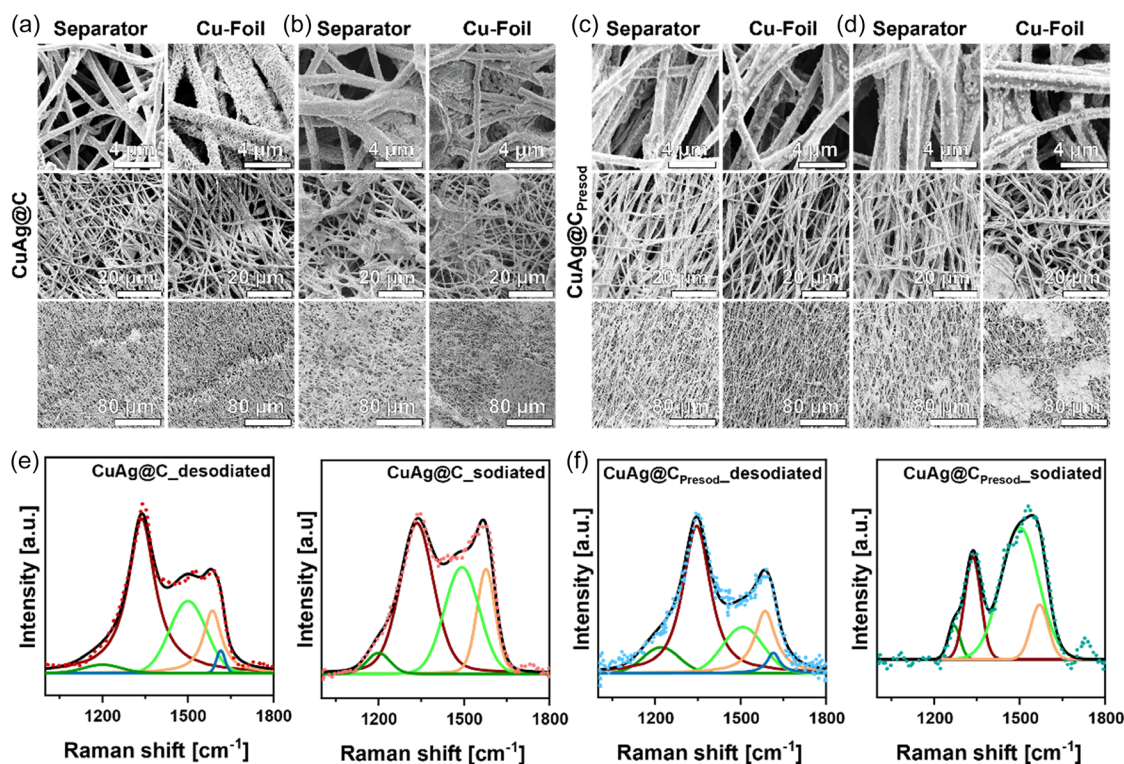 (a) Separator Cu-Foil (b) Separator Cu-Foil (c) Separator Cu-Foil (d) Separator Cu-Foil
CuAg@C
4 µm 4 µm 4 µm 4 µm
20 µm 20 µm 20 µm 20 µm
80 µm 80 µm 80 µm 80 µm
CuAg@CPresod
4 µm 4 µm 4 µm 4 µm
20 µm 20 µm 20 µm 20 µm
80 µm 80 µm 80 µm 80 µm
(e)
CuAg@C_desodiated
Intensity [a.u.]
1200 1500 1800
Raman shift [cm-1]
CuAg@C_sodiated
Intensity [a.u]
1200 1500 1800
Raman shift [cm-1]
(f)
CuAg@CPresod_desodiated
Intensity [a.u.]
1200 1500 1800
Raman shift [cm-1]
CuAg@CPresod_sodiated
Intensity [a.u.]
1200 1500 1800
Raman shift [cm-1]